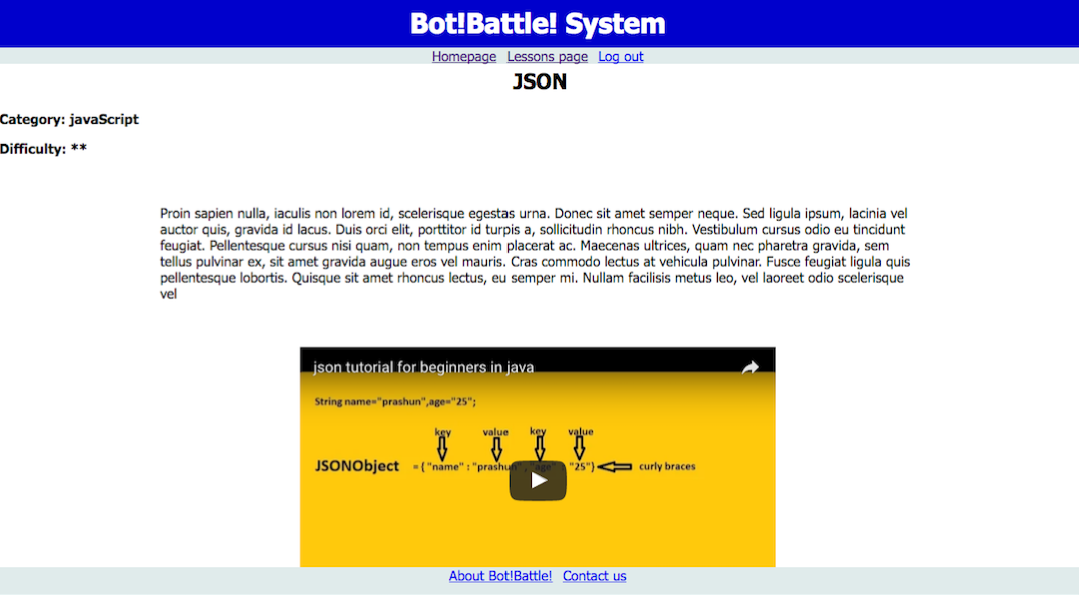 Bot!Battle! System
Homepage Lessons page Log out
JSON
Category: javaScript
Difficulty: **
Proin sapien nulla, iaculis non lorem id, scelerisque egestas urna. Donec sit amet semper neque. Sed ligula ipsum, lacinia vel
auctor quis, gravida id lacus. Duis orci elit, porttitor id turpis a, sollicitudin rhoncus nibh. Vestibulum cursus odio eu tincidunt
feugiat. Pellentesque cursus nisi quam, non tempus enim placerat ac. Maecenas ultrices, quam nec pharetra gravida, sem
tellus pulvinar ex, sit amet gravida augue eros vel mauris. Cras commodo lectus at vehicula pulvinar. Fusce feugiat ligula quis
pellentesque lobortis. Quisque sit amet rhoncus lectus, eu semper mi. Nullam facilisis metus leo, vel laoreet odio scelerisque
vel
json tutorial for beginners in java
String name="prashun",age="25";
key value key value
JSONObject ={ "name" : "prashun" , "age" : "25"} curly braces
About Bot!Battle! Contact us